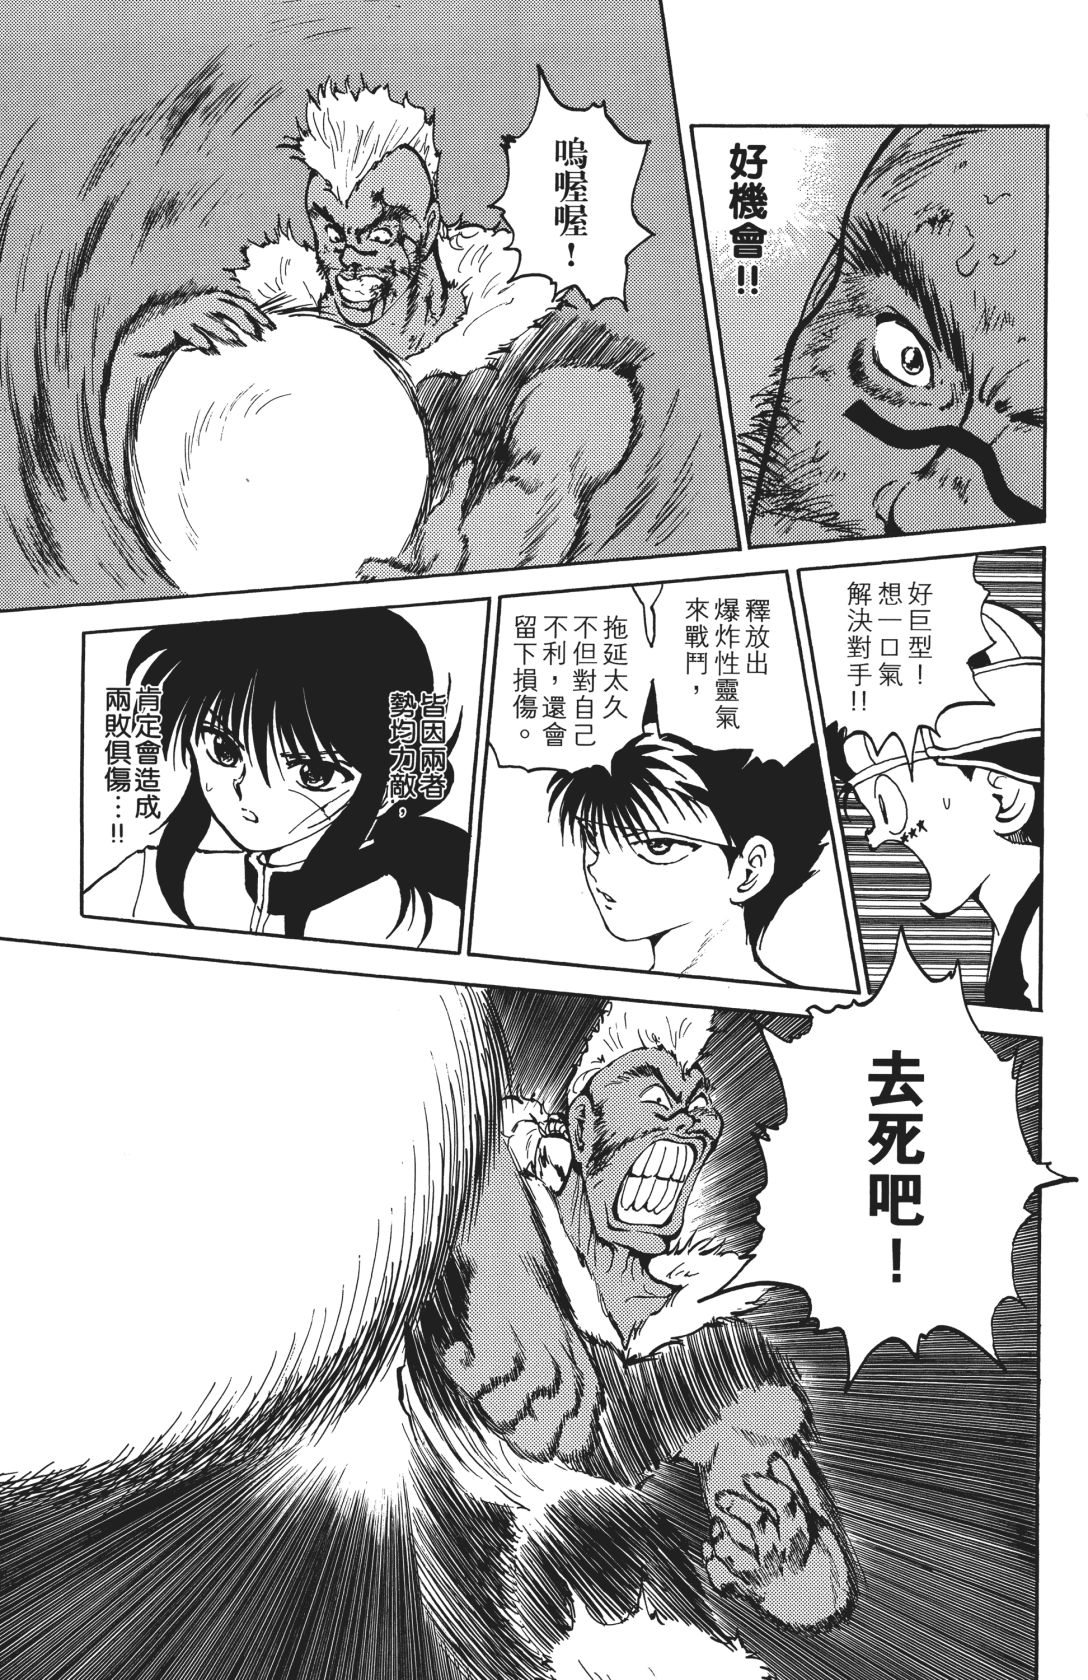 好機會!!
嗚喔喔！
好巨型！
想一口氣
解決對手!!
釋放出
爆炸性靈氣
來戰鬥，
拖延太久
不但對自己
不利，還會
留下損傷。
皆因兩者
勢均力敵，
肯定會造成
兩敗俱傷…!!
去死吧！